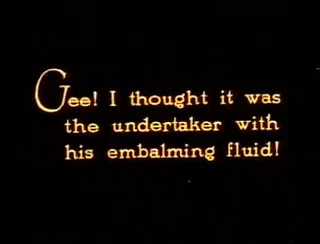 Gee! I thought it was
the undertaker with
his embalming fluid!